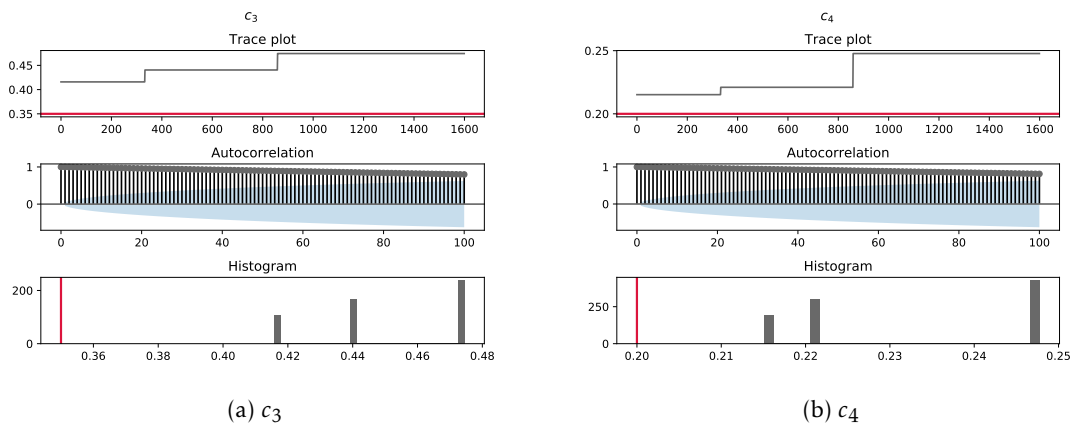 c3
Trace plot
0.45
0.40
0.35
0 200 400 600 800 1000 1200 1400 1600
Autocorrelation
1
0
0 20 40 60 80 100
Histogram
200
0
0.36 0.38 0.40 0.42 0.44 0.46 0.48
(a) c3
c4
Trace plot
0.25
0.20
0 200 400 600 800 1000 1200 1400 1600
Autocorrelation
1
0
0 20 40 60 80 100
Histogram
250
0
0.20 0.21 0.22 0.23 0.24 0.25
(b) c4